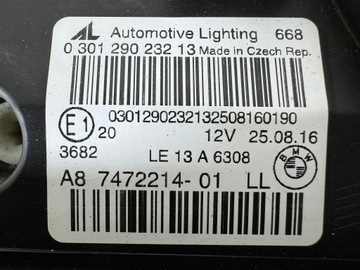 AL Automotive Lighting 668
0 301 290 232 13 Made in Czech Rep.
0301290232132508160190
E1 20 12V 25.08.16
3682 LE 13 A 6308 BMW
A8 7472214-01 LL